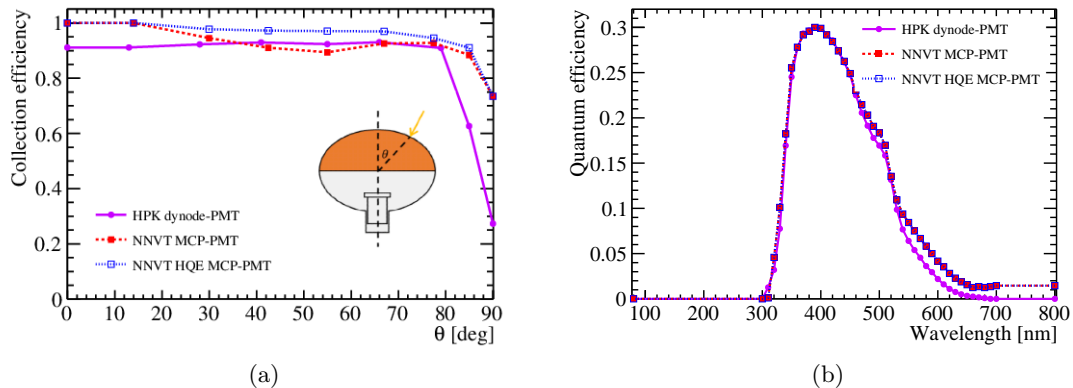 Collection efficiency
1
0.8
0.6
0.4
0.2
0
θ
HPK dynode-PMT
NNVT MCP-PMT
NNVT HQE MCP-PMT
0 10 20 30 40 50 60 70 80 90
θ [deg]
(a)
Quantum efficiency
0.3
0.25
0.2
0.15
0.1
0.05
0
HPK dynode-PMT
NNVT MCP-PMT
NNVT HQE MCP-PMT
100 200 300 400 500 600 700 800
Wavelength [nm]
(b)